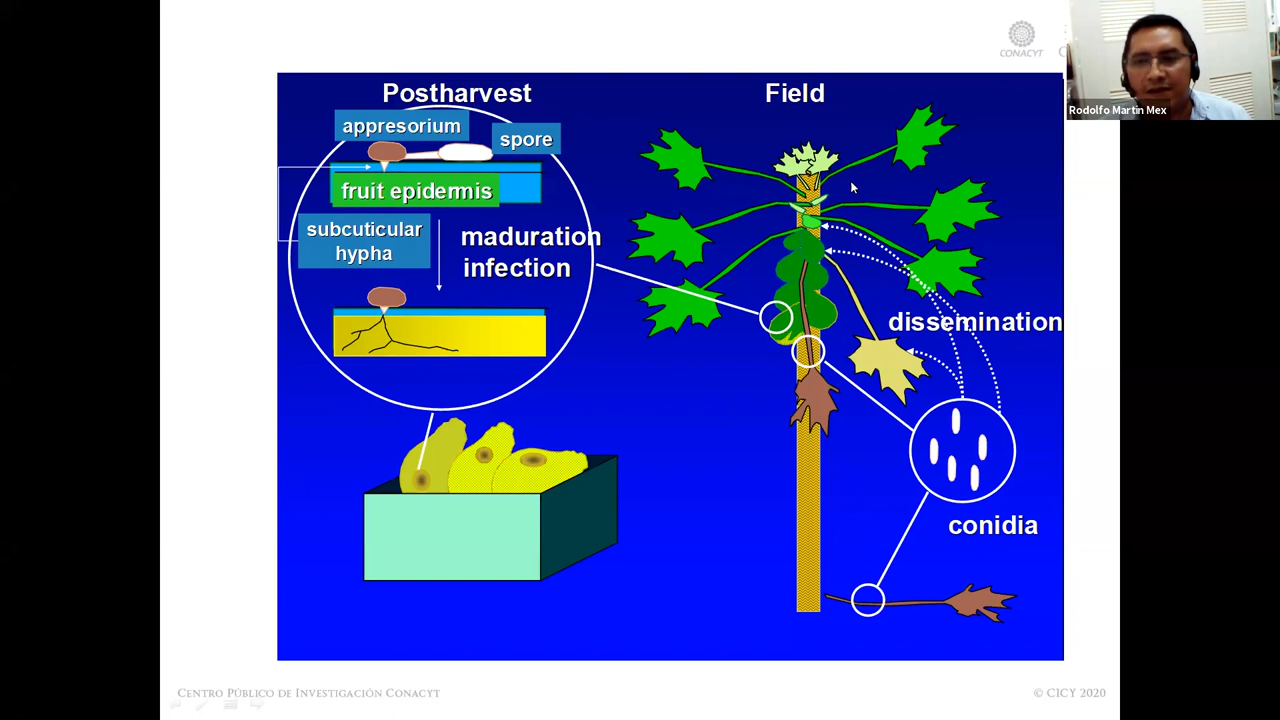 CONACYT
Rodolfo Martin Mex
Postharvest
Field
appresorium
spore
fruit epidermis
subcuticular
hypha
maduration
infection
dissemination
conidia
CENTRO PÚBLICO DE INVESTIGACIÓN CONACYT
© CICY 2020